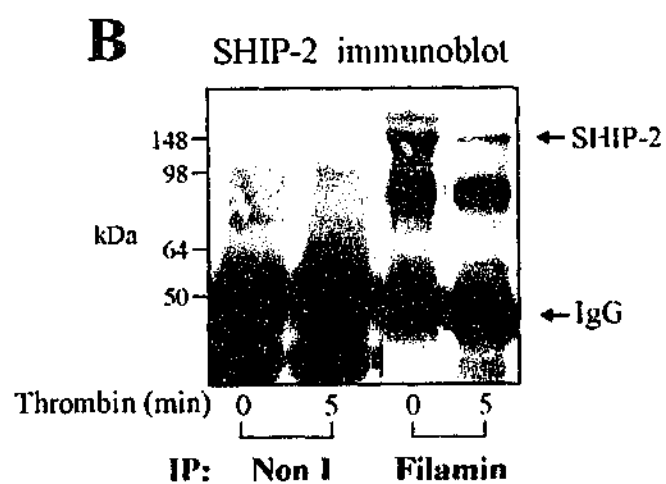 B SHIP-2 immunoblot
148
SHIP-2
98
kDa
64
50
IgG
Thrombin (min) 0 5 0 5
IP: Non I Filamin